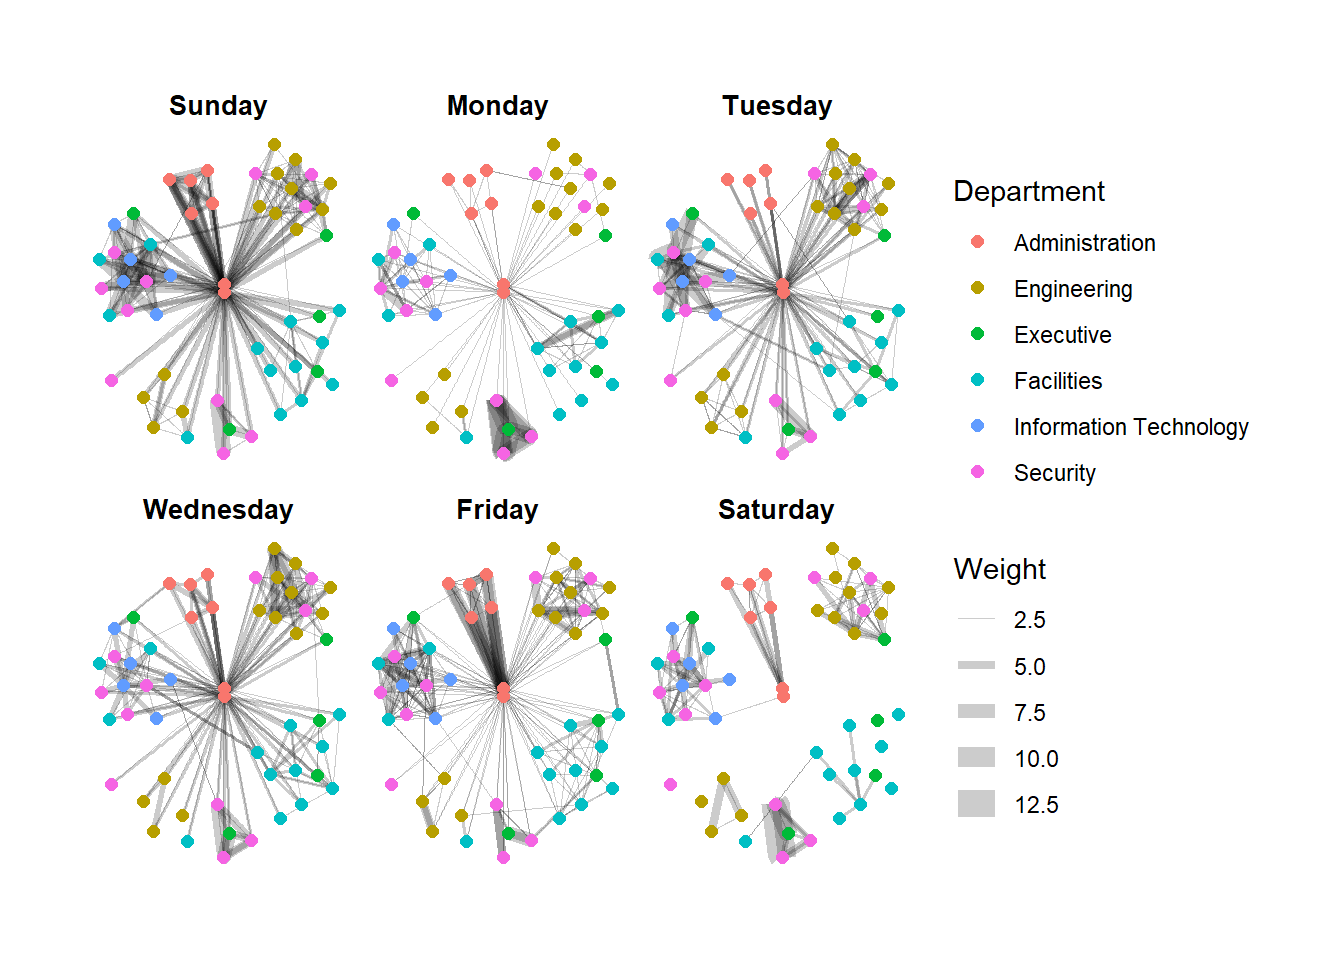 Sunday
Monday
Tuesday
Wednesday
Friday
Saturday
Department
Administration
Engineering
Executive
Facilities
Information Technology
Security
Weight
2.5
5.0
7.5
10.0
12.5